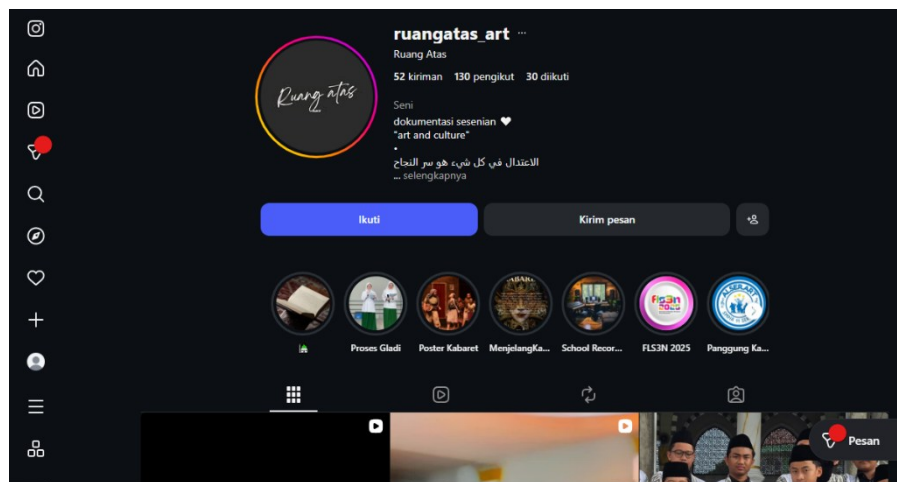 ruangatas_art ...
Ruang Atas
52 kiriman 130 pengikut 30 diikuti
Ruang atas
Seni
dokumentasi sesenian 🤍
"art and culture"
•
الاعتدال في كل شيء هو سر النجاح
... selengkapnya
Ikuti
Kirim pesan
Proses Gladi
Poster Kabaret
MenjelangKa...
School Recor...
FLS3N 2025
Panggung Ka...
Pesan